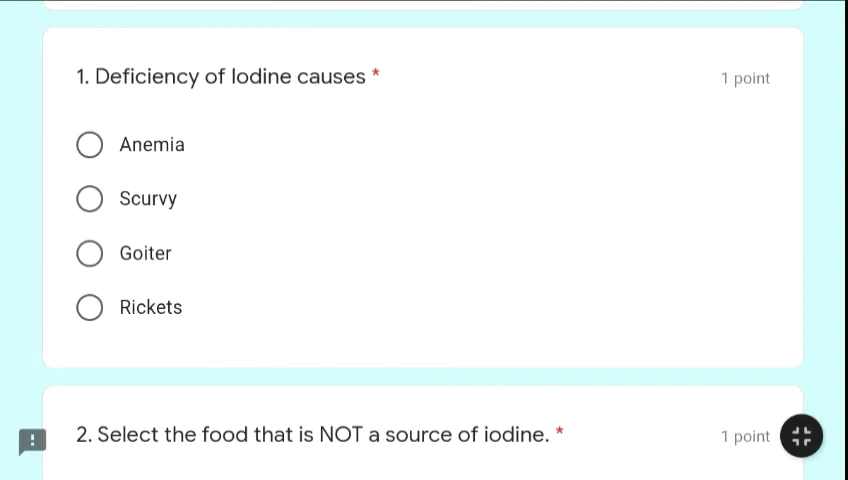 1. Deficiency of Iodine causes *
1 point
Anemia
Scurvy
Goiter
Rickets
2. Select the food that is NOT a source of iodine. *
1 point